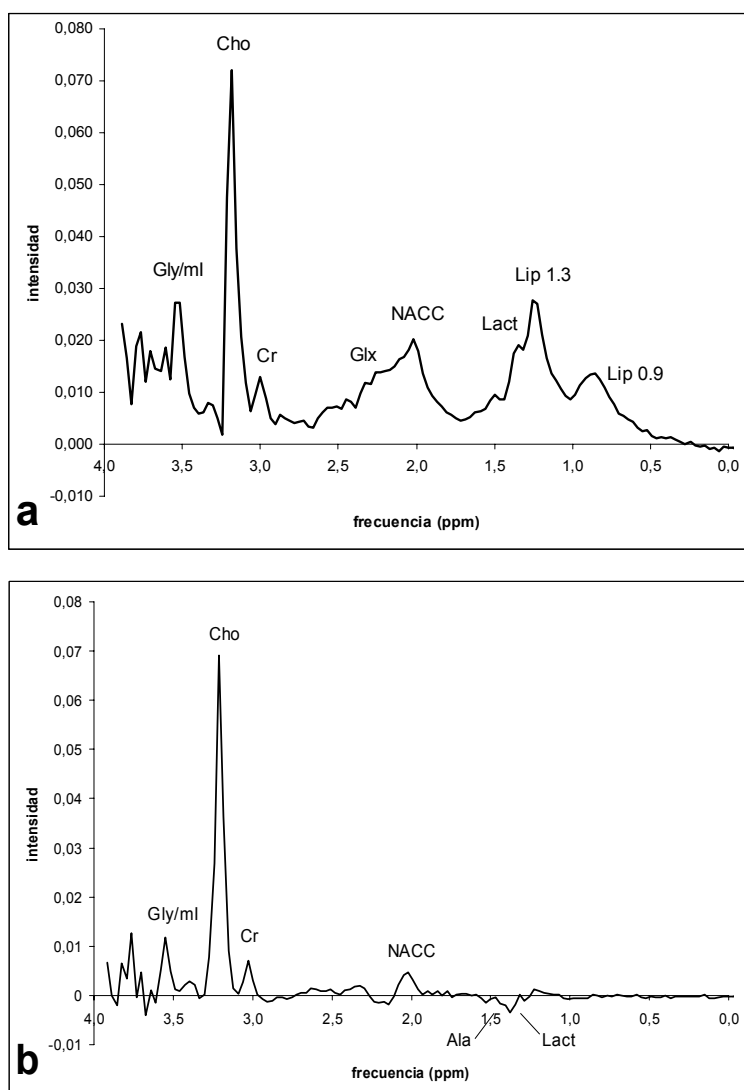 0,080
0,070
0,060
0,050
0,040
0,030
0,020
0,010
0,000
-0,010
intensidad
Cho
Gly/mI
Cr
Glx
NACC
Lact
Lip 1.3
Lip 0.9
4,0 3,5 3,0 2,5 2,0 1,5 1,0 0,5 0,0
frecuencia (ppm)
a
0,08
0,07
0,06
0,05
0,04
0,03
0,02
0,01
0
-0,01
intensidad
Cho
Gly/mI
Cr
NACC
Ala
Lact
4,0 3,5 3,0 2,5 2,0 1,5 1,0 0,5 0,0
frecuencia (ppm)
b